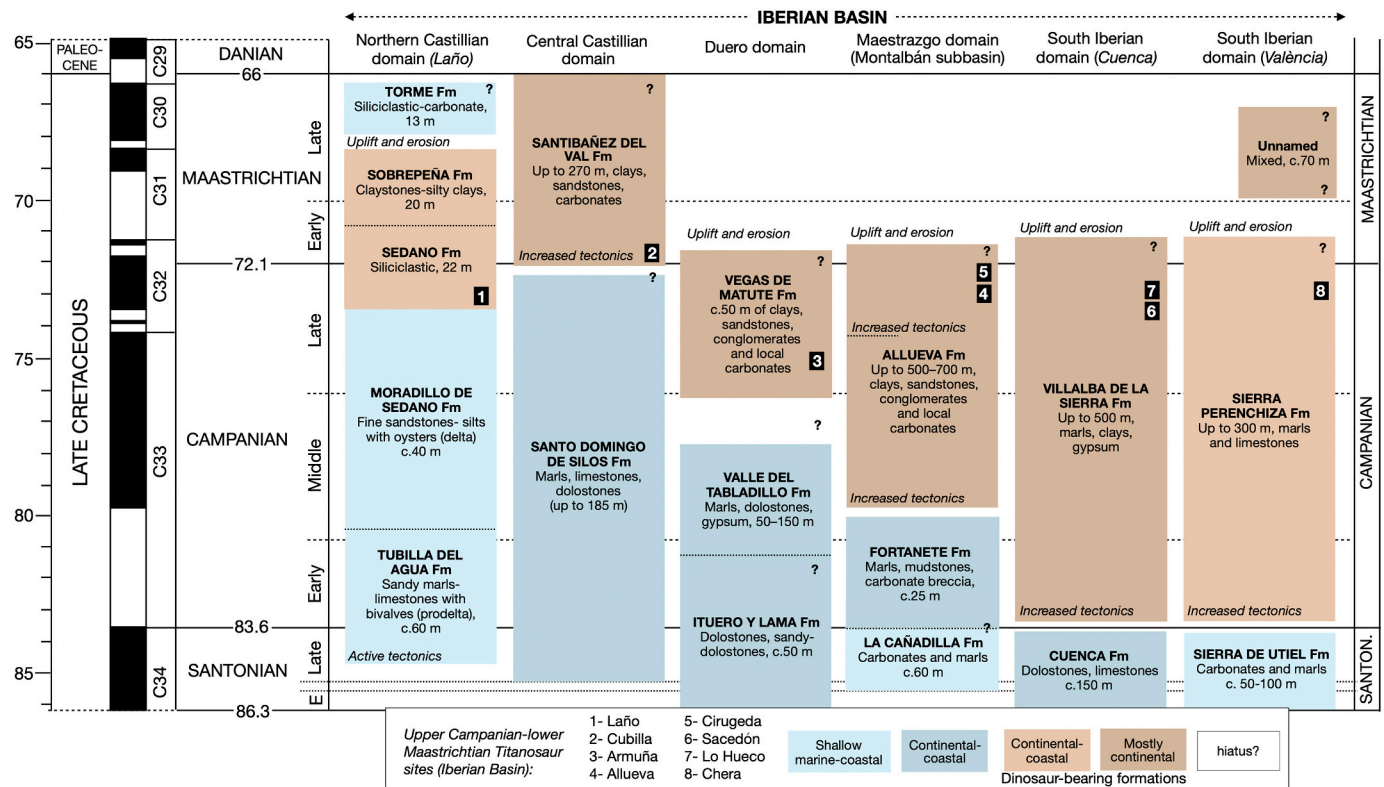 IBERIAN BASIN
Northern Castillian
domain (Laño)
Central Castillian
domain
Duero domain
Maestrazgo domain
(Montalbán subbasin)
South Iberian
domain (Cuenca)
South Iberian
domain (València)
65
70
75
80
85
PALEO-
CENE
LATE CRETACEOUS
C29
C30
C31
C32
C33
C34
DANIAN
66
MAASTRICHTIAN
72.1
CAMPANIAN
83.6
SANTONIAN
86.3
Late
Early
Late
Middle
Early
Late
E
TORME Fm
?
Siliciclastic-carbonate,
13 m
Uplift and erosion
SOBREPEÑA Fm
Claystones-silty clays,
20 m
SEDANO Fm
Siliciclastic, 22 m
1
MORADILLO DE
SEDANO Fm
Fine sandstones- silts
with oysters (delta)
c.40 m
TUBILLA DEL
AGUA Fm
Sandy marls-
limestones with
bivalves (prodelta),
c.60 m
Active tectonics
?
SANTIBAÑEZ DEL
VAL Fm
Up to 270 m, clays,
sandstones,
carbonates
Increased tectonics
2
?
SANTO DOMINGO
DE SILOS Fm
Marls, limestones,
dolostones
(up to 185 m)
Uplift and erosion
?
VEGAS DE
MATUTE Fm
c.50 m of clays,
sandstones,
conglomerates
and local
carbonates
3
?
VALLE DEL
TABLADILLO Fm
Marls, dolostones,
gypsum, 50–150 m
?
ITUERO Y LAMA Fm
Dolostones, sandy-
dolostones, c.50 m
Uplift and erosion
?
5
4
Increased tectonics
ALLUEVA Fm
Up to 500–700 m,
clays, sandstones,
conglomerates
and local
carbonates
Increased tectonics
FORTANETE Fm
Marls, mudstones,
carbonate breccia,
c.25 m
?
LA CAÑADILLA Fm
Carbonates and marls
c.60 m
Uplift and erosion
?
7
6
VILLALBA DE LA
SIERRA Fm
Up to 500 m,
marls, clays,
gypsum
Increased tectonics
CUENCA Fm
Dolostones, limestones
c.150 m
?
Unnamed
Mixed, c.70 m
?
Uplift and erosion
?
8
SIERRA
PERENCHIZA Fm
Up to 300 m, marls
and limestones
Increased tectonics
SIERRA DE UTIEL Fm
Carbonates and marls
c. 50-100 m
MAASTRICHTIAN
CAMPANIAN
SANTON.
Upper Campanian-lower
Maastrichtian Titanosaur
sites (Iberian Basin):
1- Laño
2- Cubilla
3- Armuña
4- Allueva
5- Cirugeda
6- Sacedón
7- Lo Hueco
8- Chera
Shallow
marine-coastal
Continental-
coastal
Continental-
coastal
Mostly
continental
hiatus?
Dinosaur-bearing formations